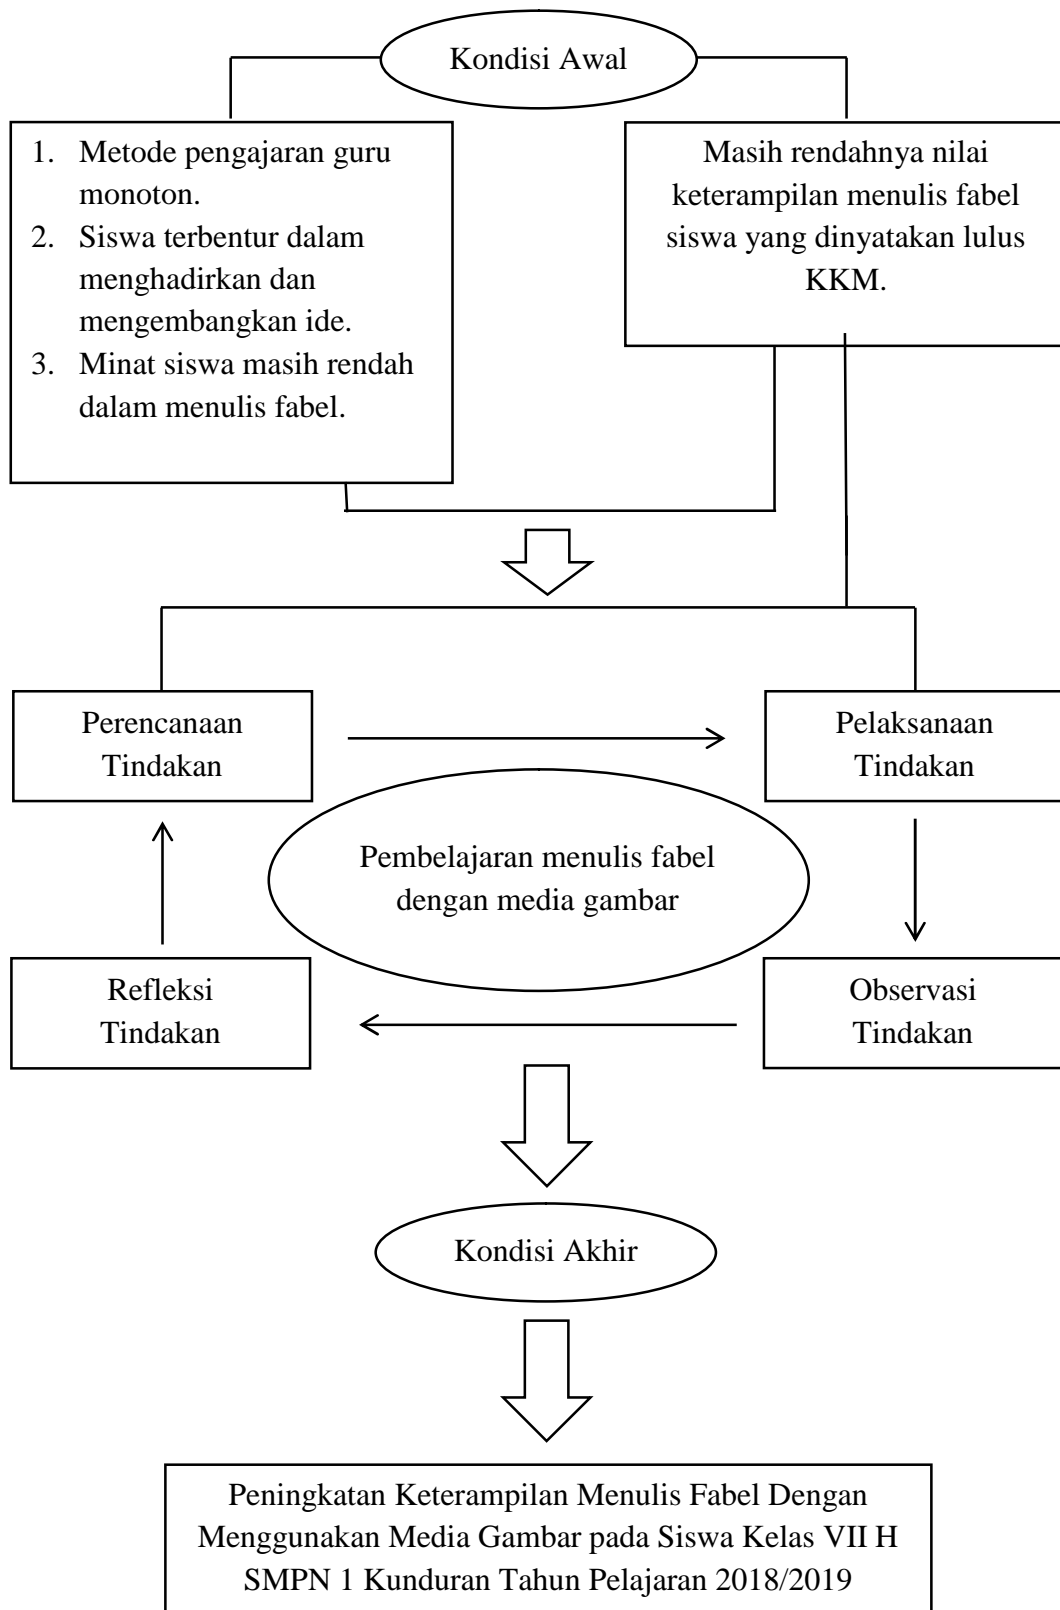 Kondisi Awal
1. Metode pengajaran guru
monoton.
2. Siswa terbentur dalam
menghadirkan dan
mengembangkan ide.
3. Minat siswa masih rendah
dalam menulis fabel.
Masih rendahnya nilai
keterampilan menulis fabel
siswa yang dinyatakan lulus
KKM.
Perencanaan
Tindakan
Pelaksanaan
Tindakan
Pembelajaran menulis fabel
dengan media gambar
Refleksi
Tindakan
Observasi
Tindakan
Kondisi Akhir
Peningkatan Keterampilan Menulis Fabel Dengan
Menggunakan Media Gambar pada Siswa Kelas VII H
SMPN 1 Kunduran Tahun Pelajaran 2018/2019